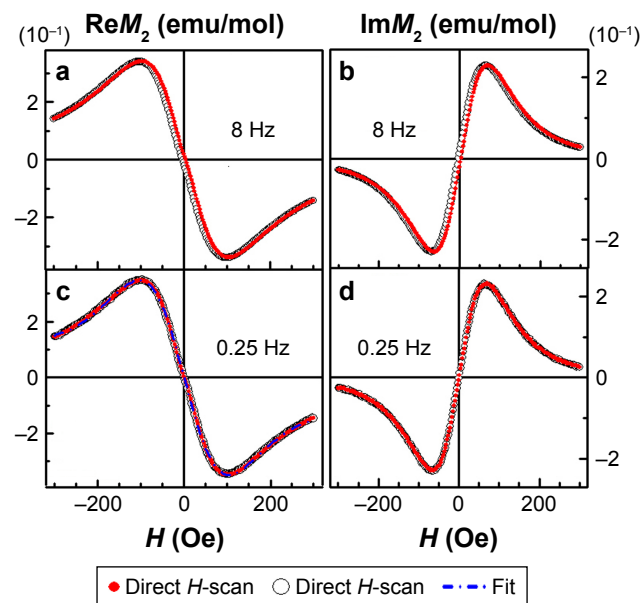 ReM₂ (emu/mol) ImM₂ (emu/mol)
(10⁻¹) (10⁻¹)
a b
2 2
8 Hz 8 Hz
0 0
−2 −2
c d
2 2
0.25 Hz 0.25 Hz
0 0
−2 −2
−200 0 200 −200 0 200
H (Oe) H (Oe)
Direct H-scan Direct H-scan Fit